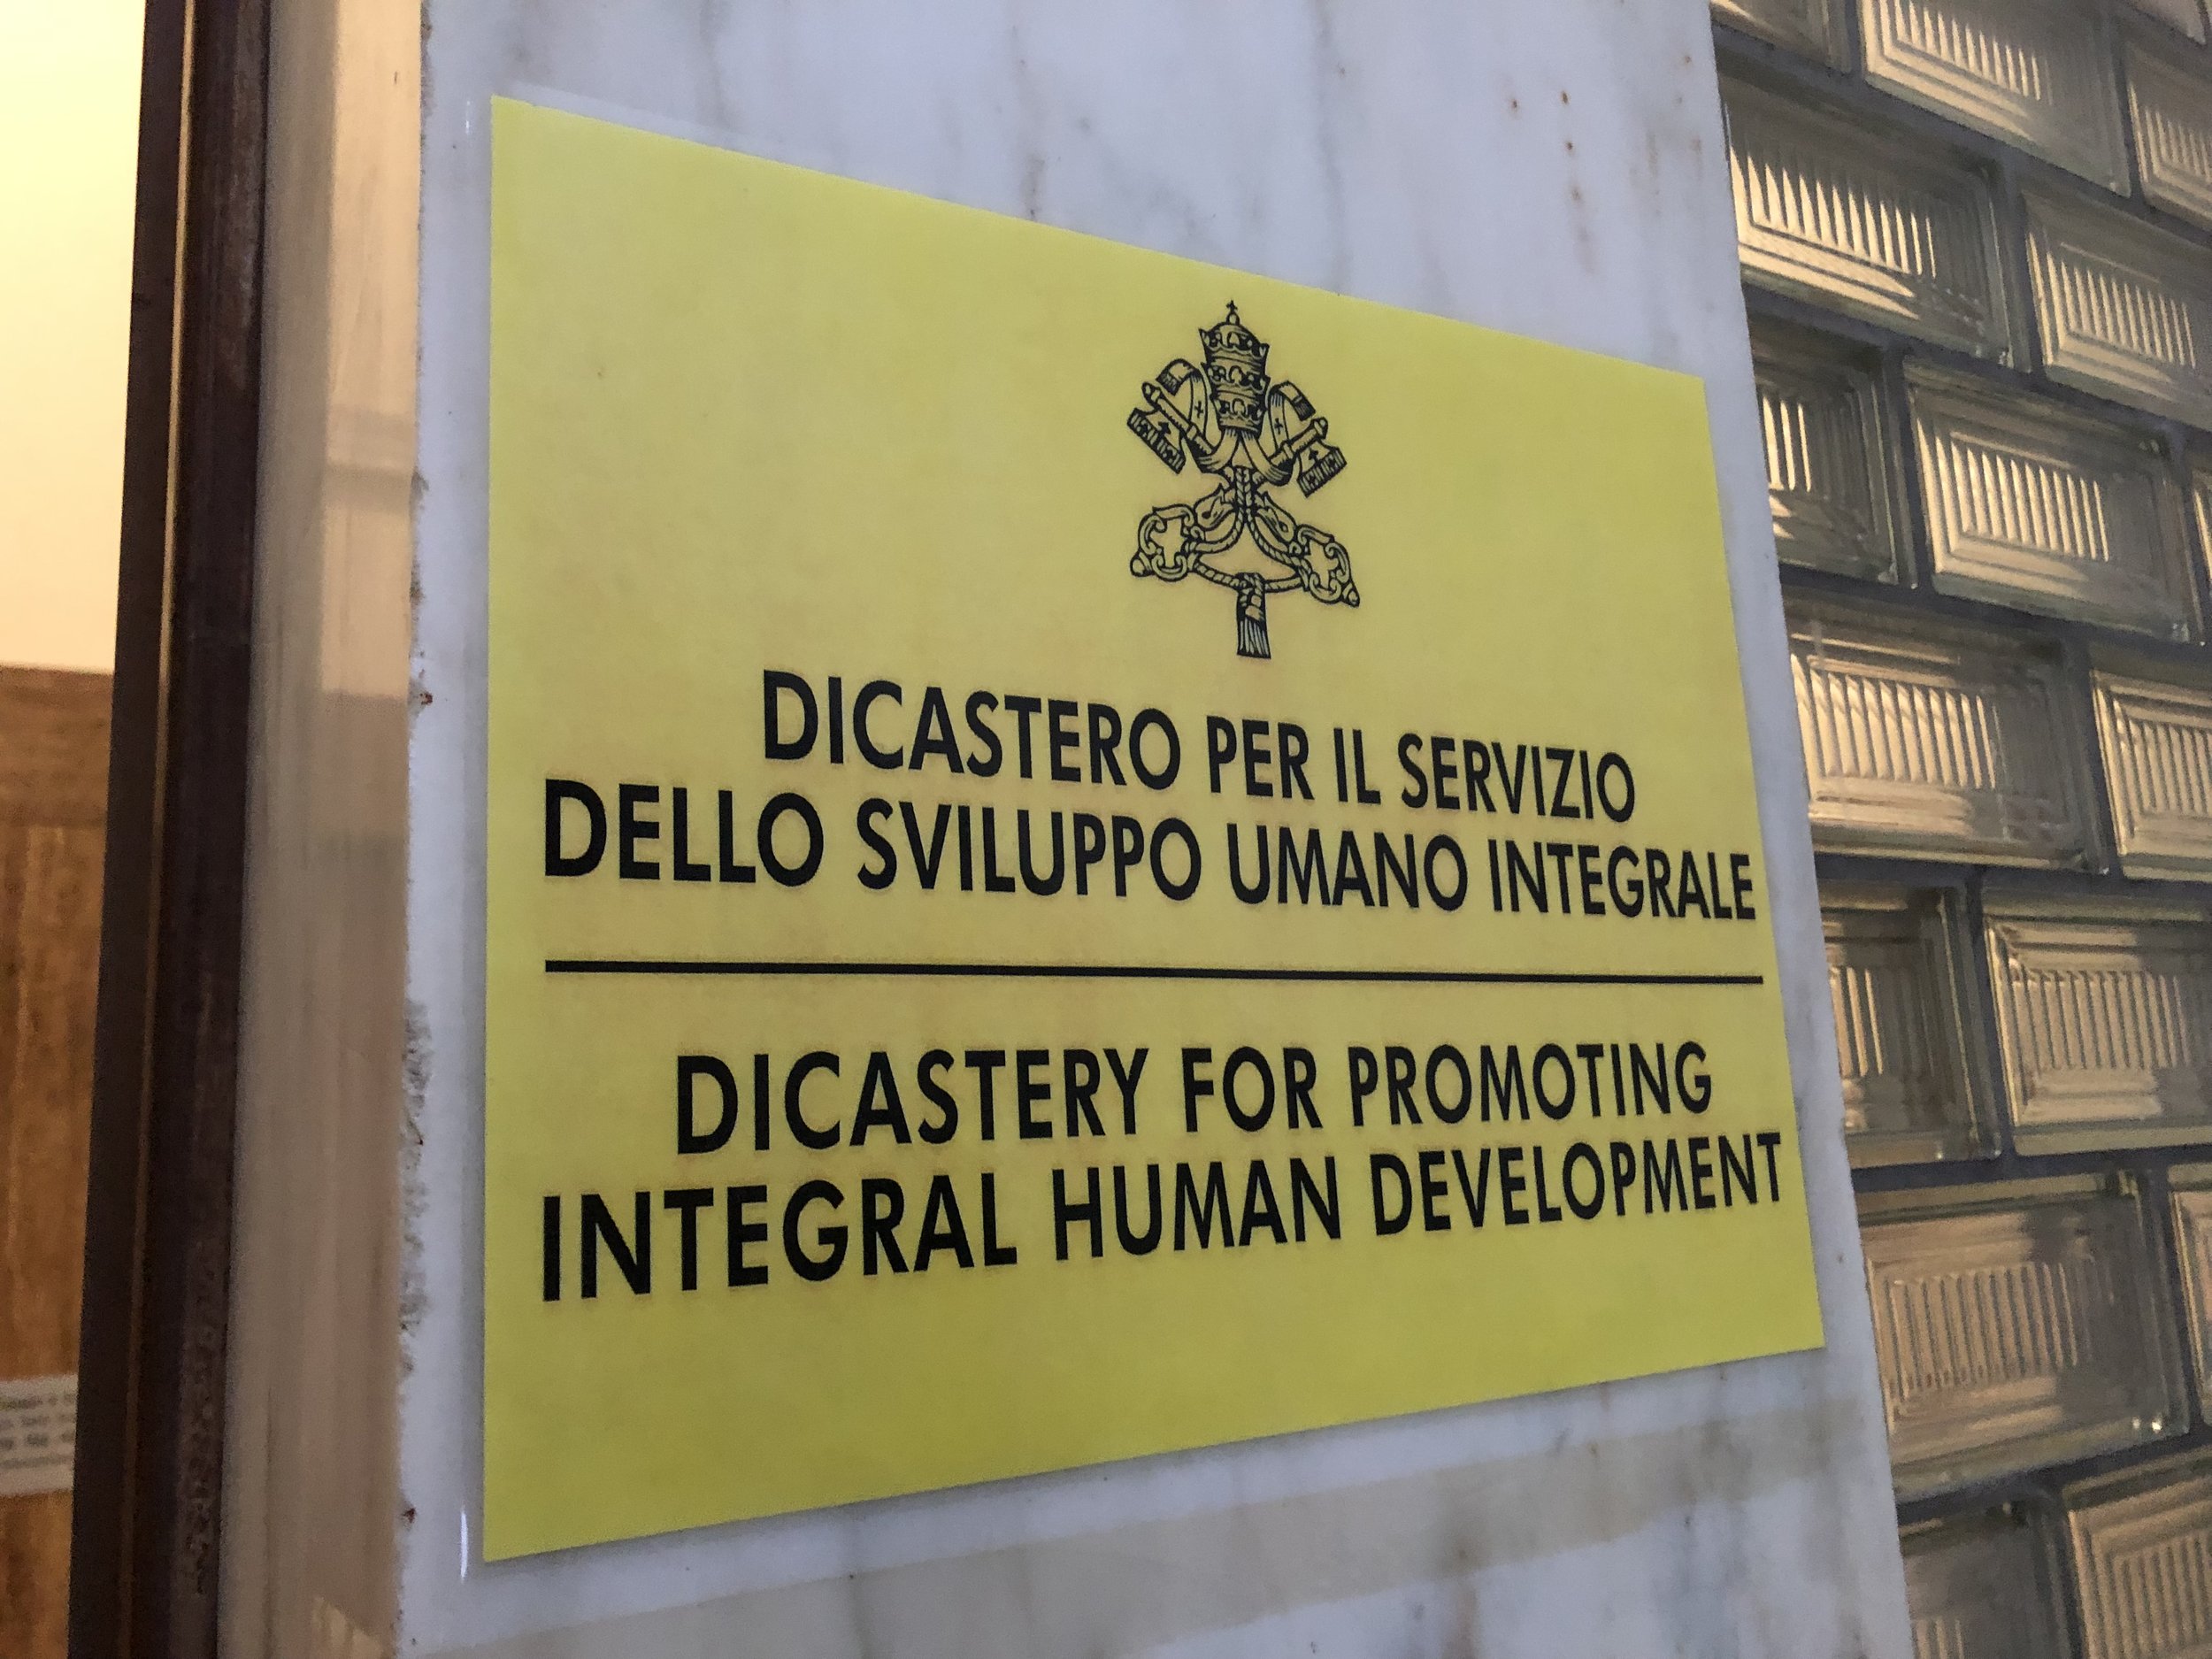 DICASTERO PER IL SERVIZIO
DELLO SVILUPPO UMANO INTEGRALE
DICASTERY FOR PROMOTING
INTEGRAL HUMAN DEVELOPMENT